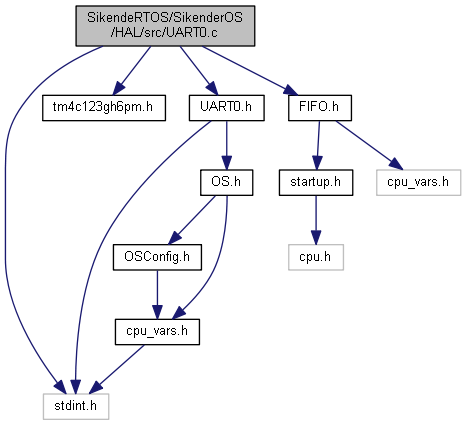 SikendeRTOS/SikenderOS
/HAL/src/UART0.c
tm4c123gh6pm.h
UART0.h
FIFO.h
OS.h
startup.h
cpu_vars.h
OSConfig.h
cpu.h
cpu_vars.h
stdint.h